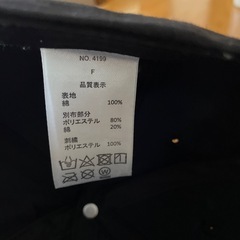 NO. 4199
F
品質表示
表地
綿 100%
別布部分
ポリエステル 80%
綿 20%
刺繍
ポリエステル 100%